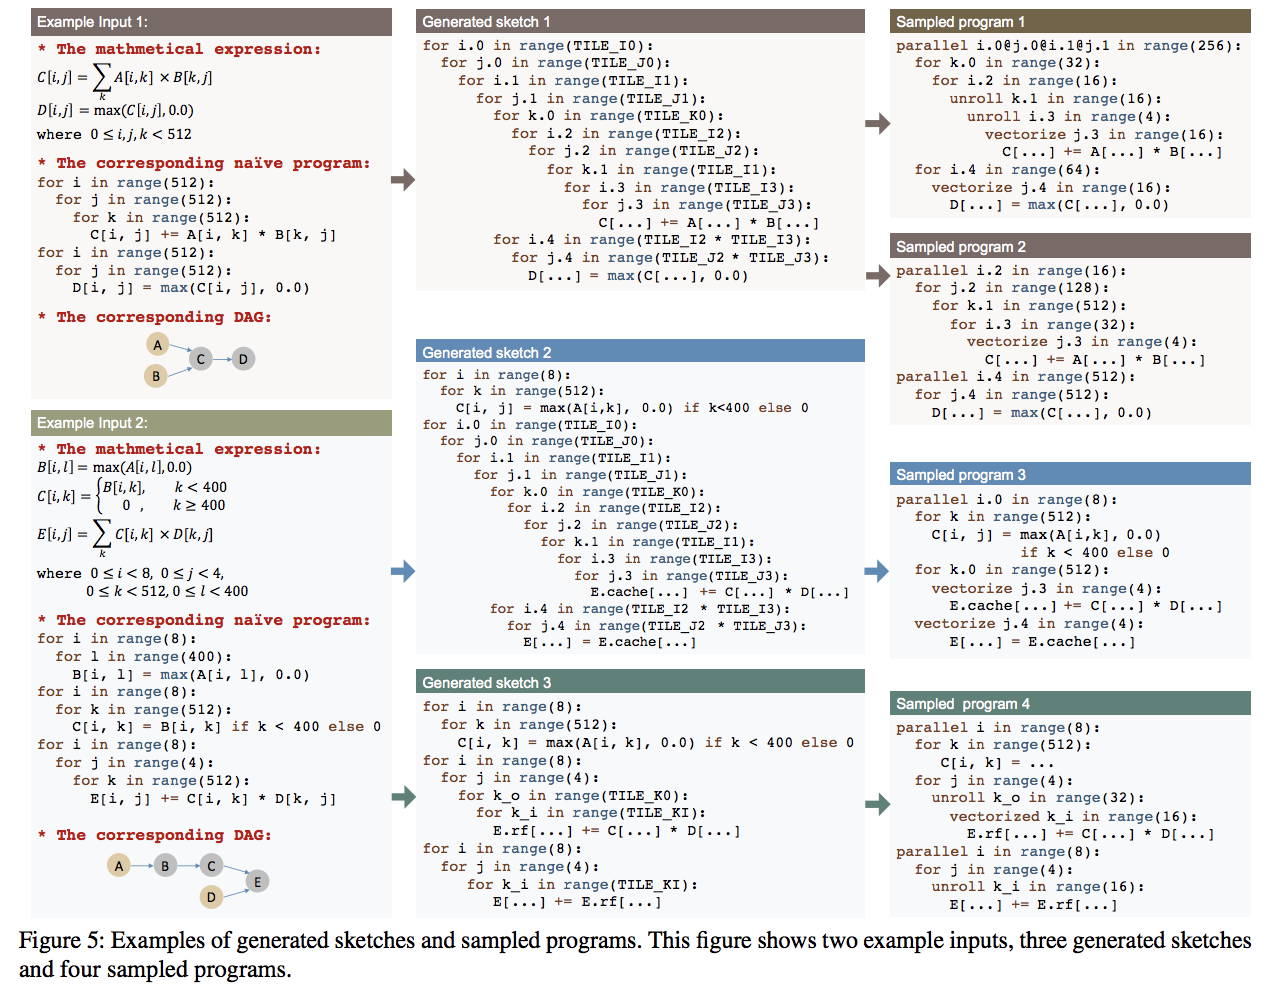 Example Input 1:
* The mathmetical expression:
C[i,j] = ∑ A[i,k] × B[k,j]
k
D[i,j] = max(C[i,j], 0.0)
where 0 ≤ i,j,k < 512
* The corresponding naïve program:
for i in range(512):
for j in range(512):
for k in range(512):
C[i, j] += A[i, k] * B[k, j]
for i in range(512):
for j in range(512):
D[i, j] = max(C[i, j], 0.0)
* The corresponding DAG:
A
B
C
D
Example Input 2:
* The mathmetical expression:
B[i,l] = max(A[i,l], 0.0)
C[i,k] = { B[i,k], k < 400
0 , k ≥ 400
E[i,j] = ∑ C[i,k] × D[k,j]
k
where 0 ≤ i < 8, 0 ≤ j < 4,
0 ≤ k < 512, 0 ≤ l < 400
* The corresponding naïve program:
for i in range(8):
for l in range(400):
B[i, l] = max(A[i, l], 0.0)
for i in range(8):
for k in range(512):
C[i, k] = B[i, k] if k < 400 else 0
for i in range(8):
for j in range(4):
for k in range(512):
E[i, j] += C[i, k] * D[k, j]
* The corresponding DAG:
A
B
C
D
E
Generated sketch 1
for i.0 in range(TILE_I0):
for j.0 in range(TILE_J0):
for i.1 in range(TILE_I1):
for j.1 in range(TILE_J1):
for k.0 in range(TILE_K0):
for i.2 in range(TILE_I2):
for j.2 in range(TILE_J2):
for k.1 in range(TILE_I1):
for i.3 in range(TILE_I3):
for j.3 in range(TILE_J3):
C[...] += A[...] * B[...]
for i.4 in range(TILE_I2 * TILE_I3):
for j.4 in range(TILE_J2 * TILE_J3):
D[...] = max(C[...], 0.0)
Generated sketch 2
for i in range(8):
for k in range(512):
C[i, j] = max(A[i,k], 0.0) if k<400 else 0
for i.0 in range(TILE_I0):
for j.0 in range(TILE_J0):
for i.1 in range(TILE_I1):
for j.1 in range(TILE_J1):
for k.0 in range(TILE_K0):
for i.2 in range(TILE_I2):
for j.2 in range(TILE_J2):
for k.1 in range(TILE_I1):
for i.3 in range(TILE_I3):
for j.3 in range(TILE_J3):
E.cache[...] += C[...] * D[...]
for i.4 in range(TILE_I2 * TILE_I3):
for j.4 in range(TILE_J2 * TILE_J3):
E[...] = E.cache[...]
Generated sketch 3
for i in range(8):
for k in range(512):
C[i, k] = max(A[i, k], 0.0) if k < 400 else 0
for i in range(8):
for j in range(4):
for k_o in range(TILE_K0):
for k_i in range(TILE_KI):
E.rf[...] += C[...] * D[...]
for i in range(8):
for j in range(4):
for k_i in range(TILE_KI):
E[...] += E.rf[...]
Sampled program 1
parallel i.0@j.0@i.1@j.1 in range(256):
for k.0 in range(32):
for i.2 in range(16):
unroll k.1 in range(16):
unroll i.3 in range(4):
vectorize j.3 in range(16):
C[...] += A[...] * B[...]
for i.4 in range(64):
vectorize j.4 in range(16):
D[...] = max(C[...], 0.0)
Sampled program 2
parallel i.2 in range(16):
for j.2 in range(128):
for k.1 in range(512):
for i.3 in range(32):
vectorize j.3 in range(4):
C[...] += A[...] * B[...]
parallel i.4 in range(512):
for j.4 in range(512):
D[...] = max(C[...], 0.0)
Sampled program 3
parallel i.0 in range(8):
for k in range(512):
C[i, j] = max(A[i,k], 0.0)
if k < 400 else 0
for k.0 in range(512):
vectorize j.3 in range(4):
E.cache[...] += C[...] * D[...]
vectorize j.4 in range(4):
E[...] = E.cache[...]
Sampled program 4
parallel i in range(8):
for k in range(512):
C[i, k] = ...
for j in range(4):
unroll k_o in range(32):
vectorized k_i in range(16):
E.rf[...] += C[...] * D[...]
parallel i in range(8):
for j in range(4):
unroll k_i in range(16):
E[...] += E.rf[...]
Figure 5: Examples of generated sketches and sampled programs. This figure shows two example inputs, three generated sketches
and four sampled programs.